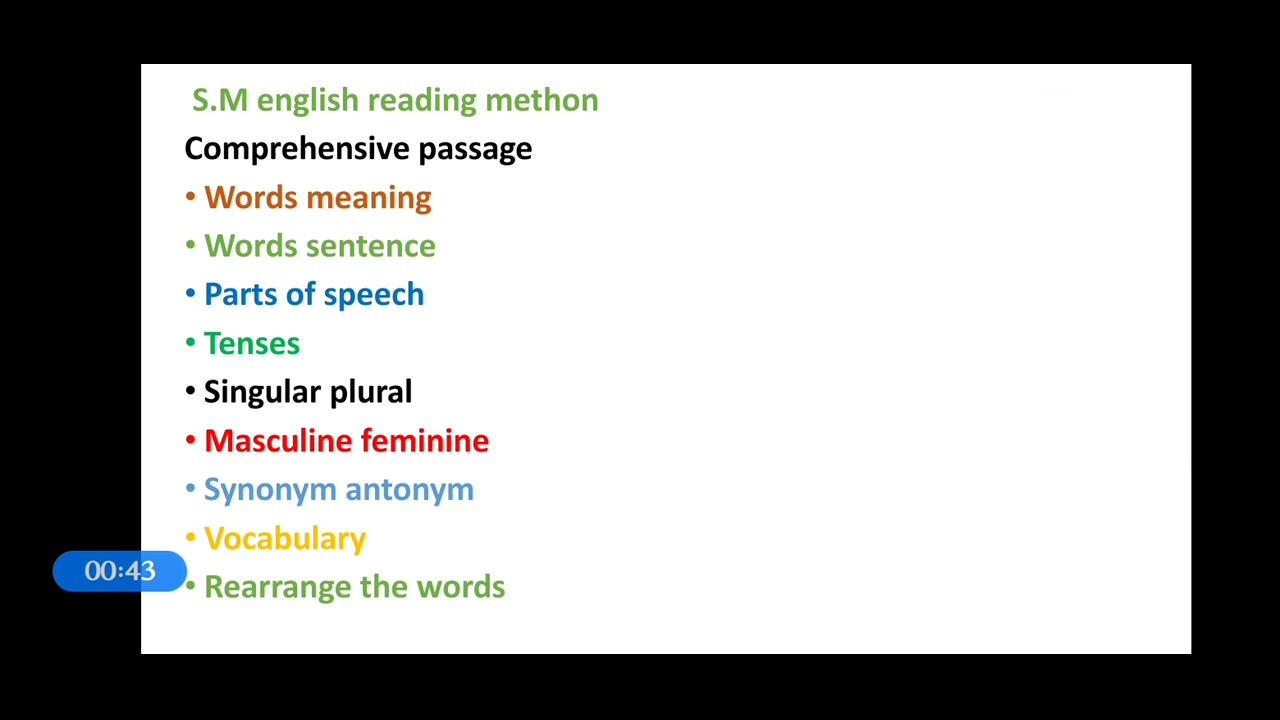 S.M english reading methon
Comprehensive passage
• Words meaning
• Words sentence
• Parts of speech
• Tenses
• Singular plural
• Masculine feminine
• Synonym antonym
• Vocabulary
00:43
• Rearrange the words